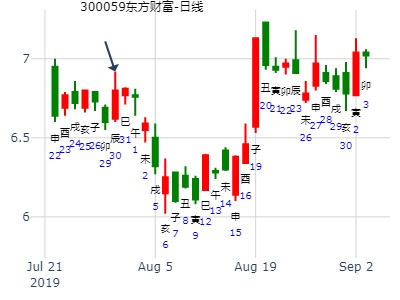 300059东方财富-日线
7
6.5
6
申 酉 戌 亥 子 卯 辰 巳 午 未 戌 亥 子 丑 寅 巳 午 未 申 酉 子 丑 寅 卯 辰 未 申 酉 戌 亥 寅 卯
22 23 24 25 26 29 30 31 1 2 5 6 7 8 9 12 13 14 15 16 19 20 21 22 23 26 27 28 29 30 2 3
Jul 21 Aug 5 Aug 19 Sep 2
2019